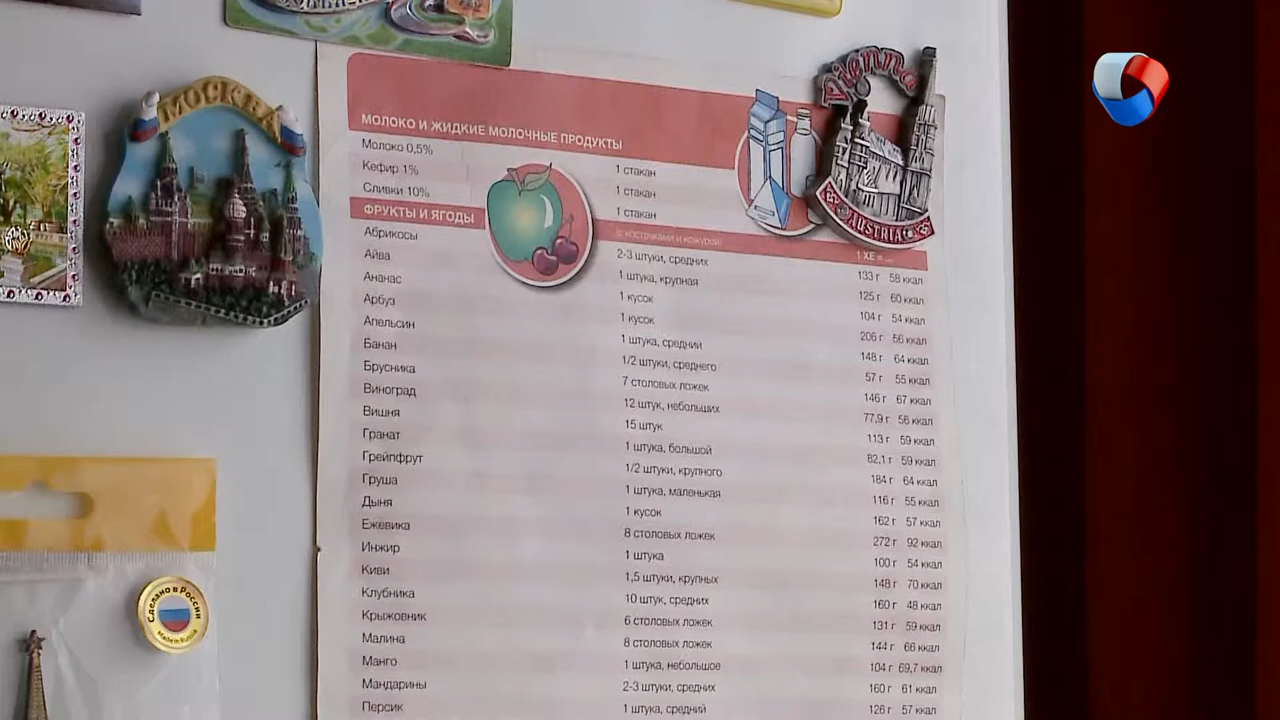 МОСКВА
Vienna
AUSTRIA
МОЛОКО И ЖИДКИЕ МОЛОЧНЫЕ ПРОДУКТЫ
Молоко 0,5% 1 стакан
Кефир 1% 1 стакан
Сливки 10% 1 стакан
ФРУКТЫ И ЯГОДЫ (С КОСТОЧКАМИ И КОЖУРОЙ) 1 ХЕ = ...
Абрикосы 2-3 штуки, средних 133 г 58 ккал
Айва 1 штука, крупная 125 г 60 ккал
Ананас 1 кусок 104 г 54 ккал
Арбуз 1 кусок 206 г 56 ккал
Апельсин 1 штука, средний 148 г 64 ккал
Банан 1/2 штуки, среднего 57 г 55 ккал
Брусника 7 столовых ложек 146 г 67 ккал
Виноград 12 штук, небольших 77,9 г 56 ккал
Вишня 15 штук 113 г 59 ккал
Гранат 1 штука, большой 82,1 г 59 ккал
Грейпфрут 1/2 штуки, крупного 184 г 64 ккал
Груша 1 штука, маленькая 116 г 55 ккал
Дыня 1 кусок 162 г 57 ккал
Ежевика 8 столовых ложек 272 г 92 ккал
Инжир 1 штука 100 г 54 ккал
Киви 1,5 штуки, крупных 148 г 70 ккал
Клубника 10 штук, средних 160 г 48 ккал
Крыжовник 6 столовых ложек 131 г 59 ккал
Малина 8 столовых ложек 144 г 66 ккал
Манго 1 штука, небольшое 104 г 69,7 ккал
Мандарины 2-3 штуки, средних 160 г 61 ккал
Персик 1 штука, средний 126 г 57 ккал
Сделано в России
Made in Russia